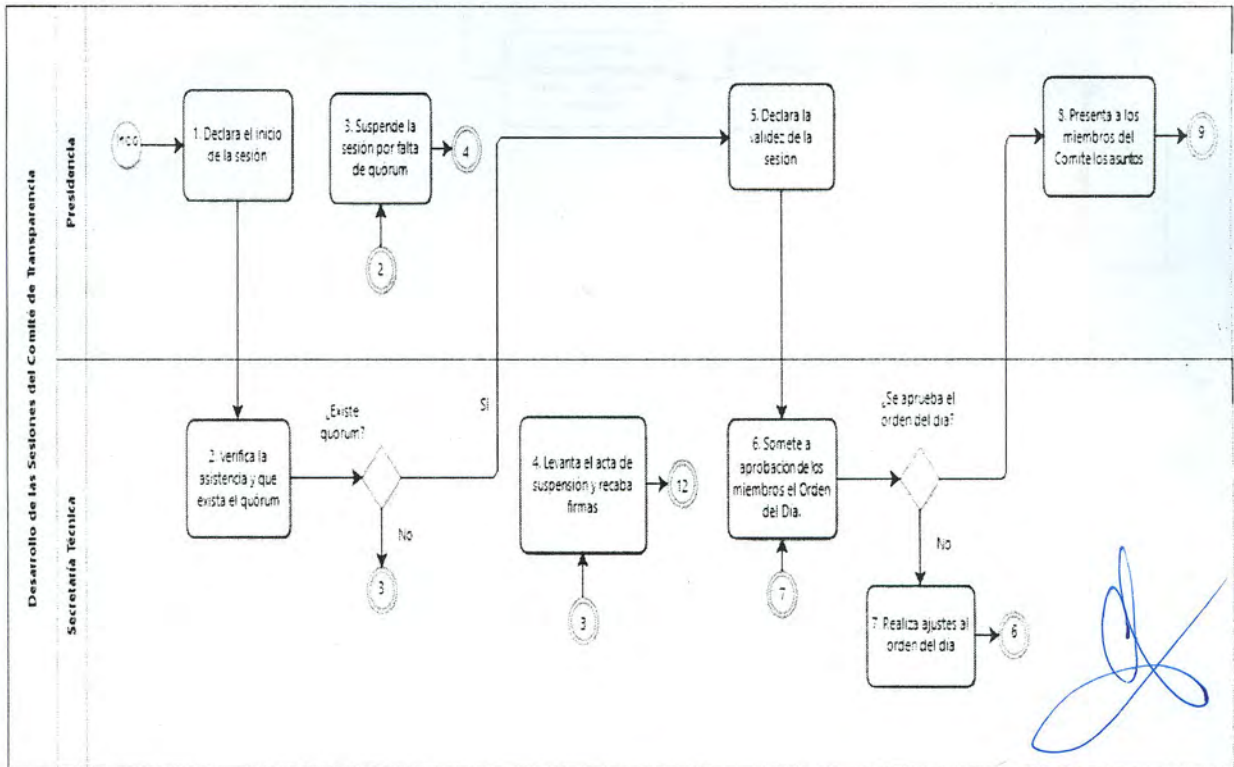 Desarrollo de las Sesiones del Comité de Transparencia
Presidencia
1. Declara el inicio
de la sesión
3. Suspende la
sesión por falta
de quórum
4
2
5. Declara la
validez de la
sesión
8. Presenta a los
miembros del
Comité los asuntos
9
Secretaría Técnica
2. Verifica la
asistencia y que
exista el quórum
¿Existe
quórum?
Si
No
3
4. Levanta el acta de
suspensión y recaba
firmas
12
3
6. Somete a
aprobación de los
miembros el Orden
del Día.
7
¿Se aprueba el
orden del día?
No
7. Realiza ajustes al
orden del día
6